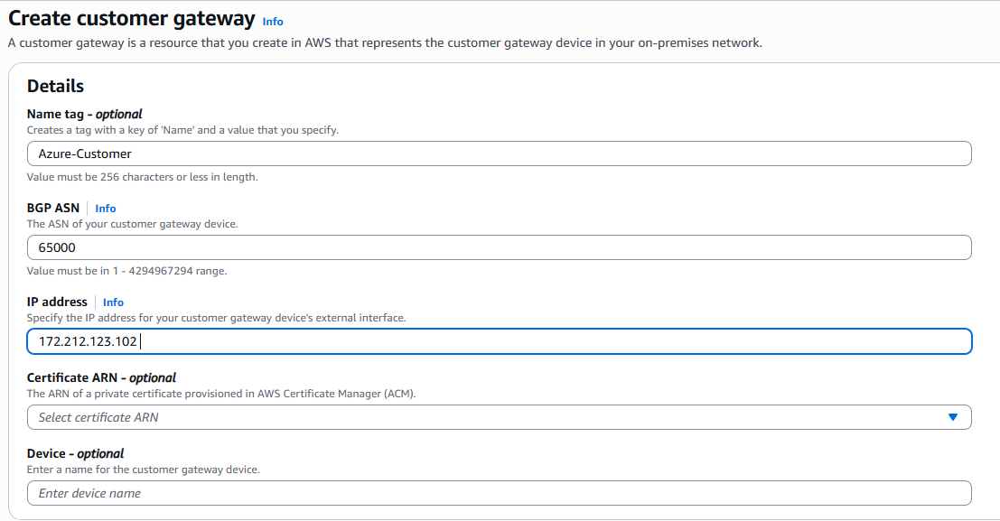 Create customer gateway Info
A customer gateway is a resource that you create in AWS that represents the customer gateway device in your on-premises network.
Details
Name tag - optional
Creates a tag with a key of 'Name' and a value that you specify.
Azure-Customer
Value must be 256 characters or less in length.
BGP ASN Info
The ASN of your customer gateway device.
65000
Value must be in 1 - 4294967294 range.
IP address Info
Specify the IP address for your customer gateway device's external interface.
172.212.123.102
Certificate ARN - optional
The ARN of a private certificate provisioned in AWS Certificate Manager (ACM).
Select certificate ARN
Device - optional
Enter a name for the customer gateway device.
Enter device name